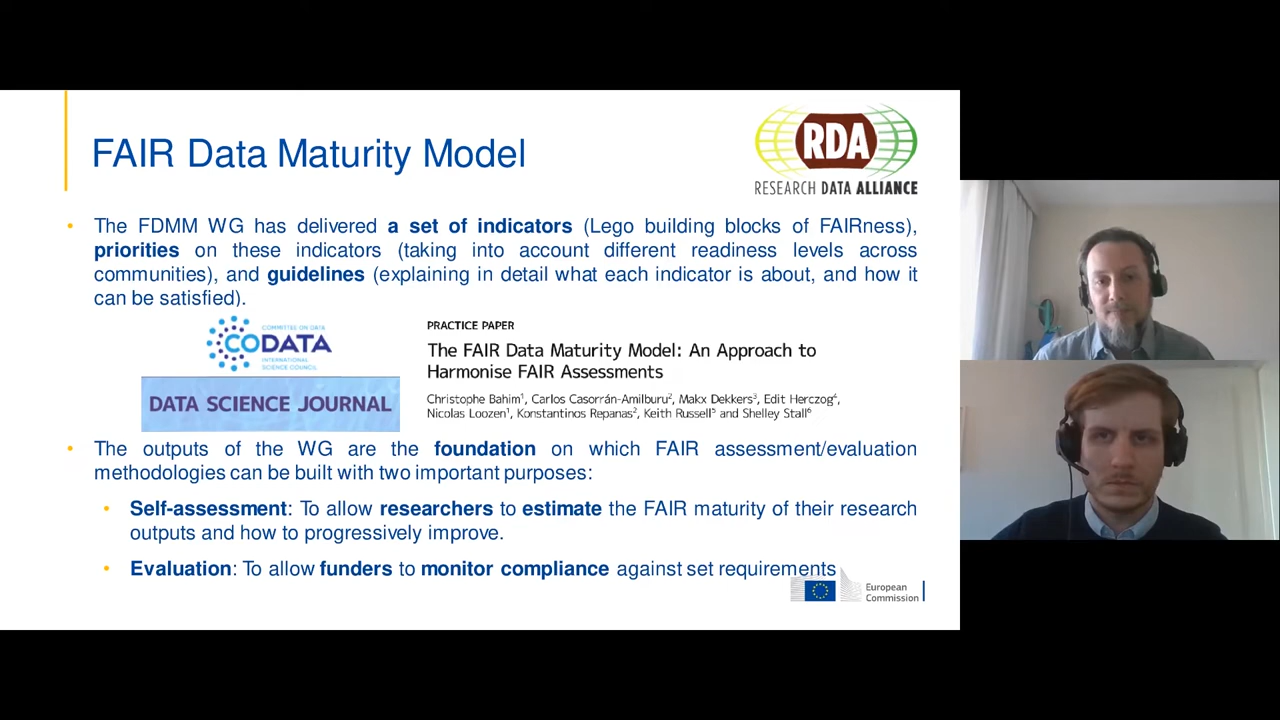 FAIR Data Maturity Model
RDA
RESEARCH DATA ALLIANCE
• The FDMM WG has delivered a set of indicators (Lego building blocks of FAIRness),
priorities on these indicators (taking into account different readiness levels across
communities), and guidelines (explaining in detail what each indicator is about, and how it
can be satisfied).
COMMITTEE ON DATA
CODATA
INTERNATIONAL
SCIENCE COUNCIL
DATA SCIENCE JOURNAL
PRACTICE PAPER
The FAIR Data Maturity Model: An Approach to
Harmonise FAIR Assessments
Christophe Bahim¹, Carlos Casorrán-Amilburu², Makx Dekkers³, Edit Herczog⁴,
Nicolas Loozen¹, Konstantinos Repanas², Keith Russell⁵ and Shelley Stall⁶
• The outputs of the WG are the foundation on which FAIR assessment/evaluation
methodologies can be built with two important purposes:
• Self-assessment: To allow researchers to estimate the FAIR maturity of their research
outputs and how to progressively improve.
• Evaluation: To allow funders to monitor compliance against set requirements
European
Commission